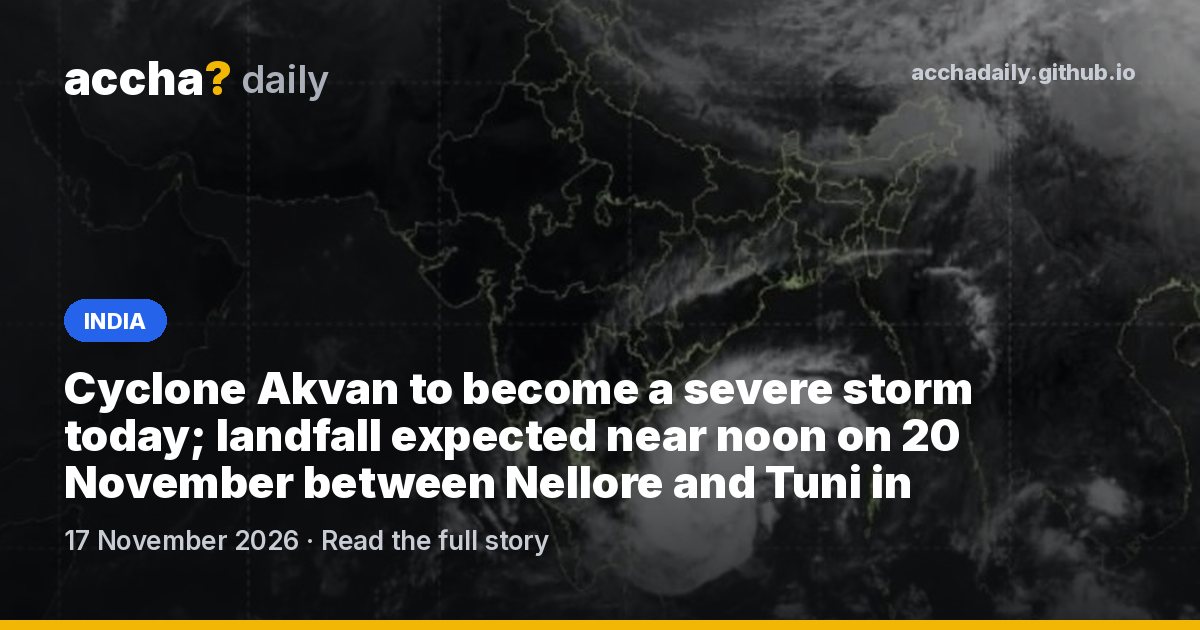 accha? daily
acchadaily.github.io
INDIA
Cyclone Akvan to become a severe storm
today; landfall expected near noon on 20
November between Nellore and Tuni in
17 November 2026 · Read the full story